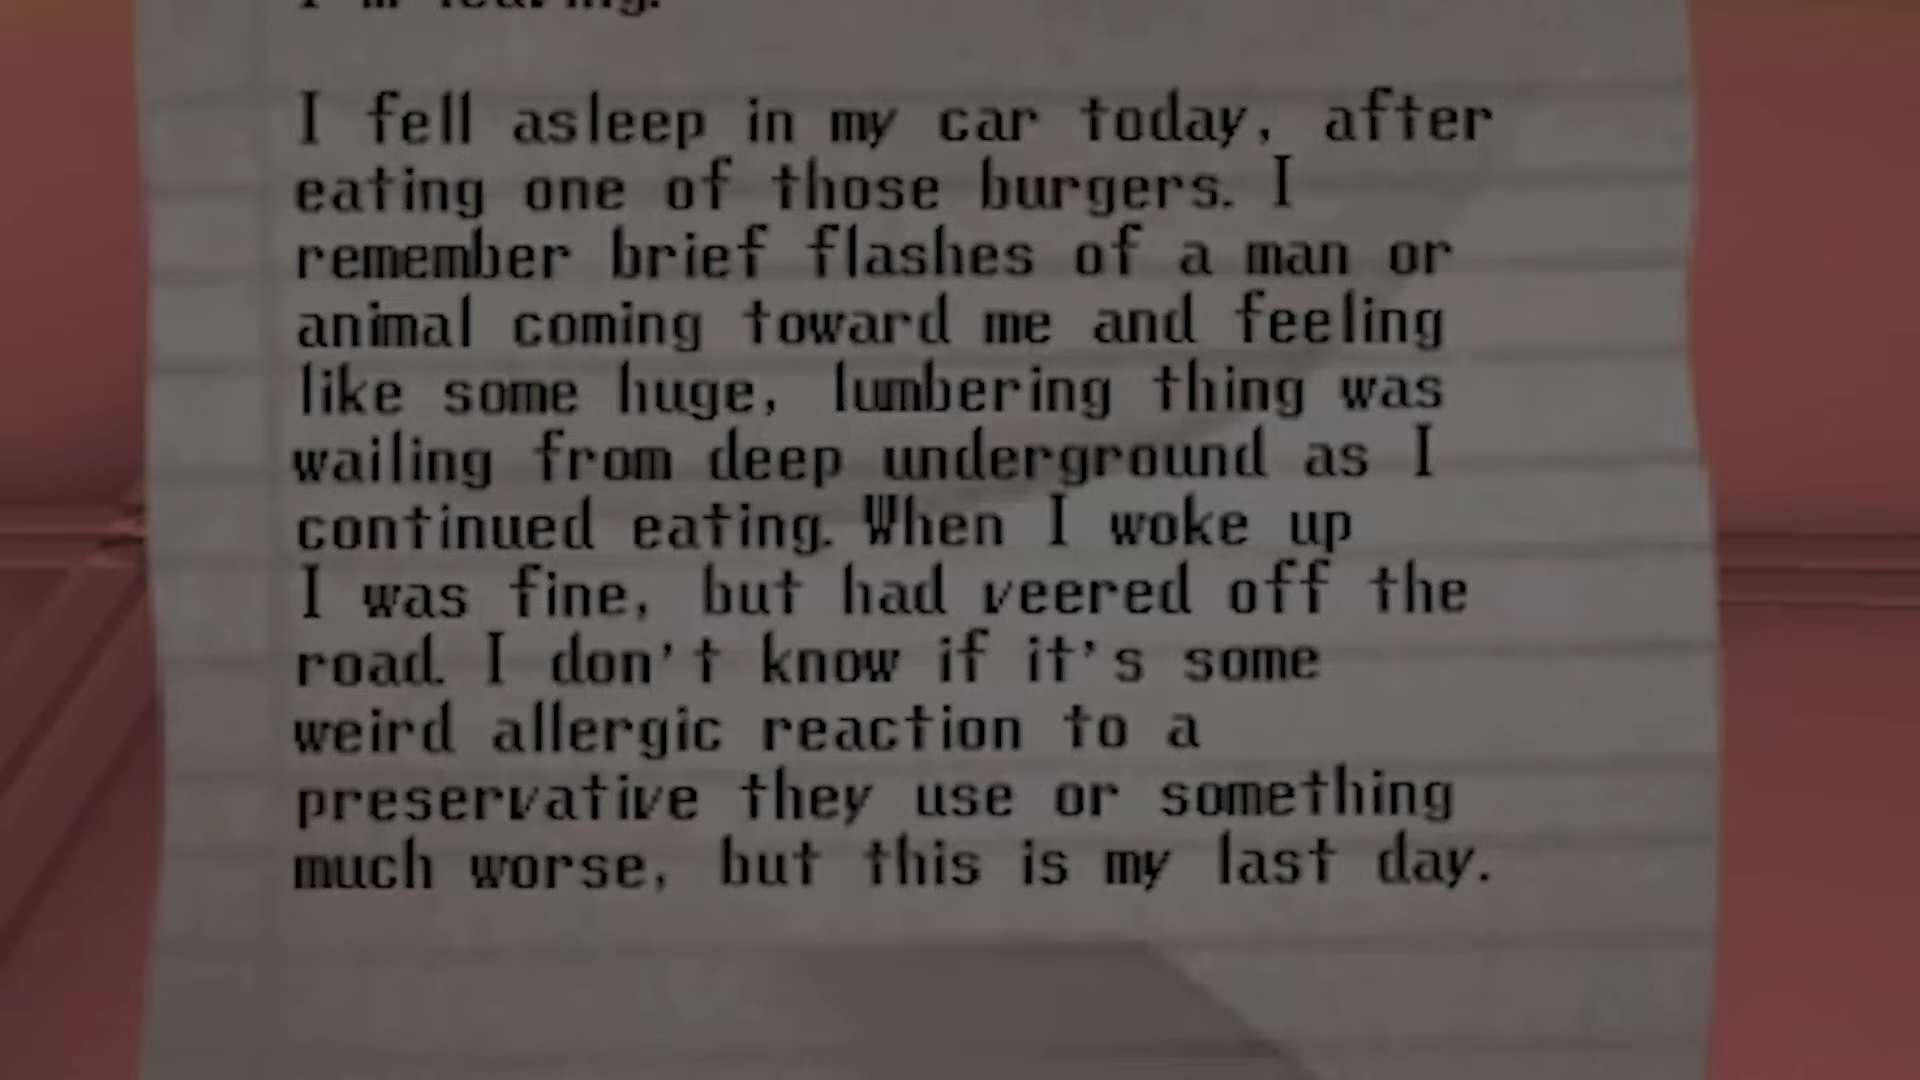 I'm leaving.
I fell asleep in my car today, after
eating one of those burgers. I
remember brief flashes of a man or
animal coming toward me and feeling
like some huge, lumbering thing was
wailing from deep underground as I
continued eating. When I woke up
I was fine, but had veered off the
road. I don't know if it's some
weird allergic reaction to a
preservative they use or something
much worse, but this is my last day.